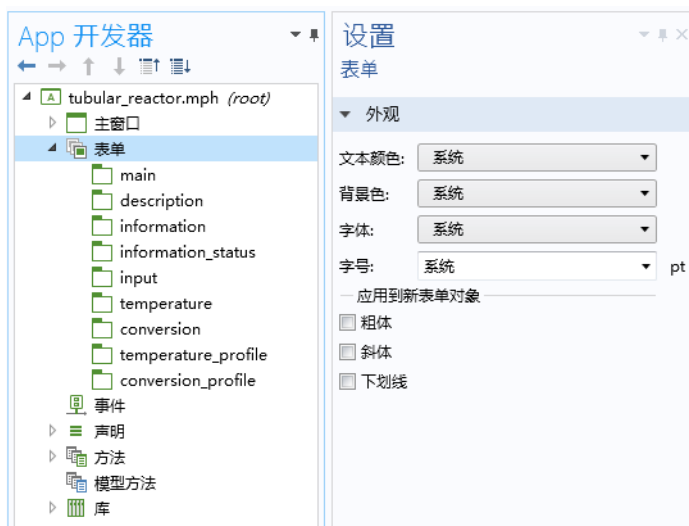 App 开发器
tubular_reactor.mph (root)
主窗口
表单
main
description
information
information_status
input
temperature
conversion
temperature_profile
conversion_profile
事件
声明
方法
模型方法
库
设置
表单
外观
文本颜色: 系统
背景色: 系统
字体: 系统
字号: 系统 pt
应用到新表单对象
粗体
斜体
下划线